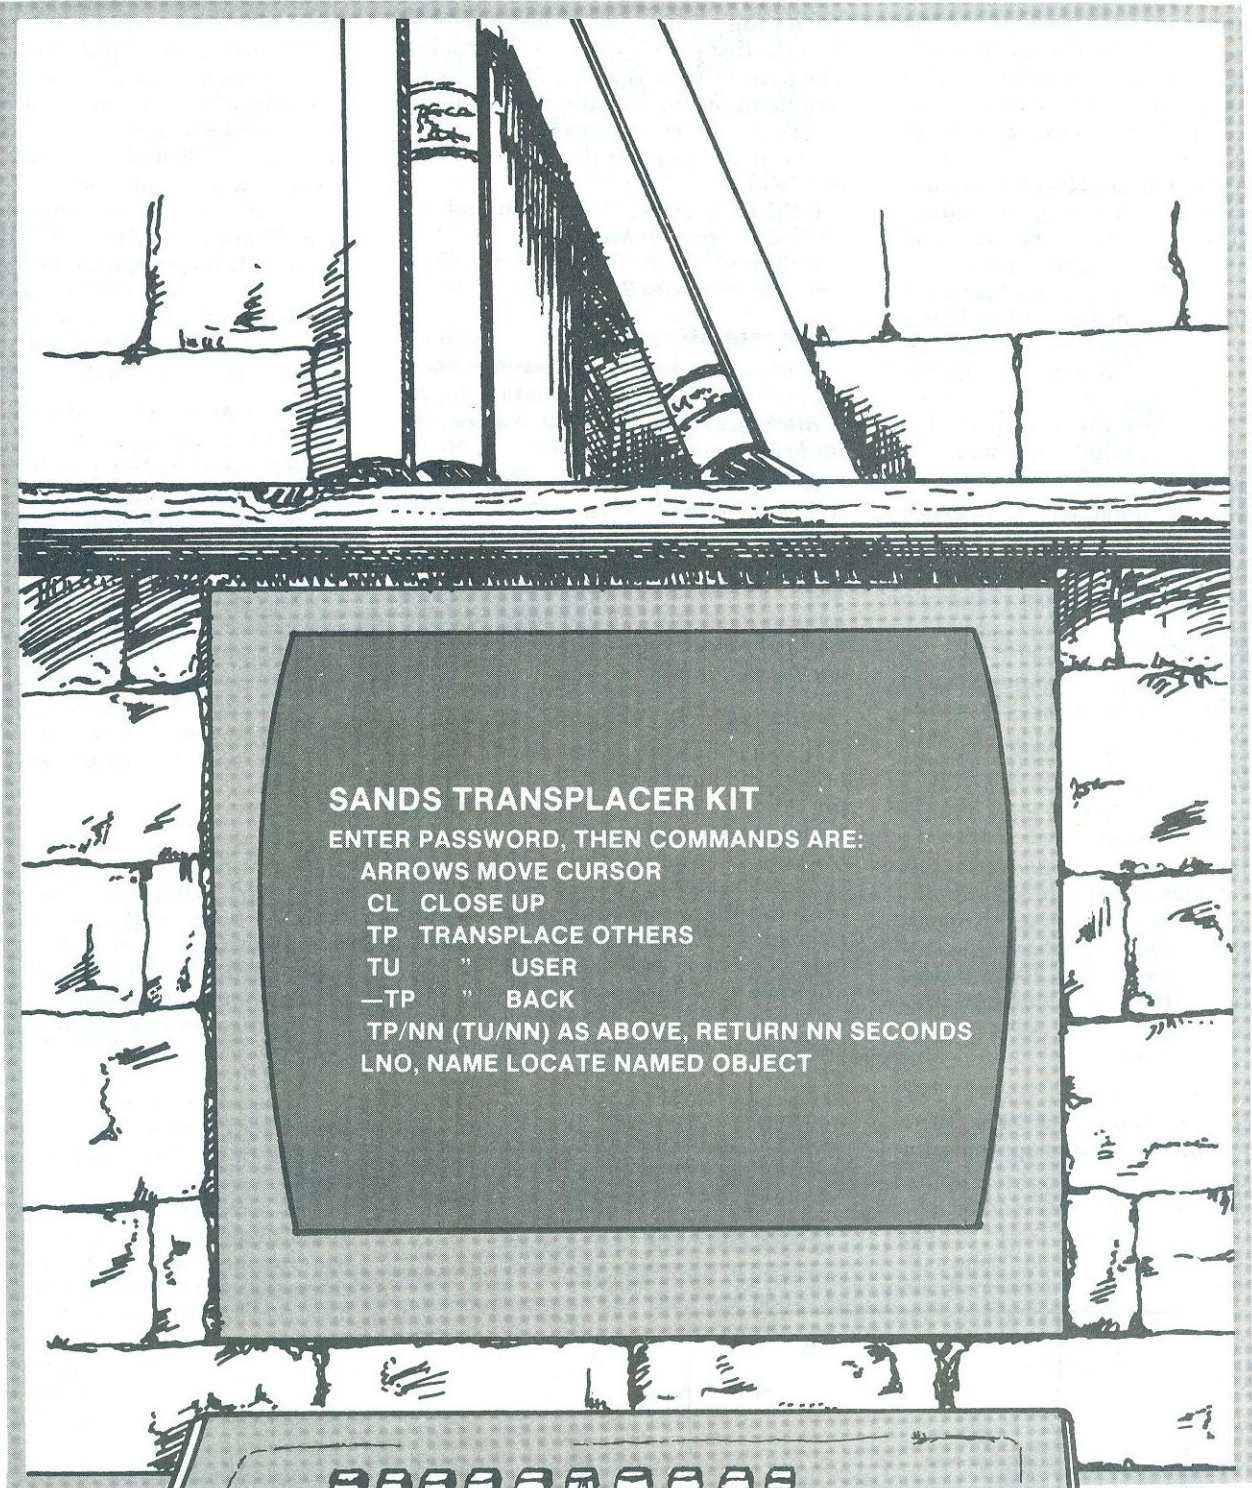 SANDS TRANSPLACER KIT
ENTER PASSWORD, THEN COMMANDS ARE:
ARROWS MOVE CURSOR
CL CLOSE UP
TP TRANSPLACE OTHERS
TU " USER
—TP " BACK
TP/NN (TU/NN) AS ABOVE, RETURN NN SECONDS
LNO, NAME LOCATE NAMED OBJECT